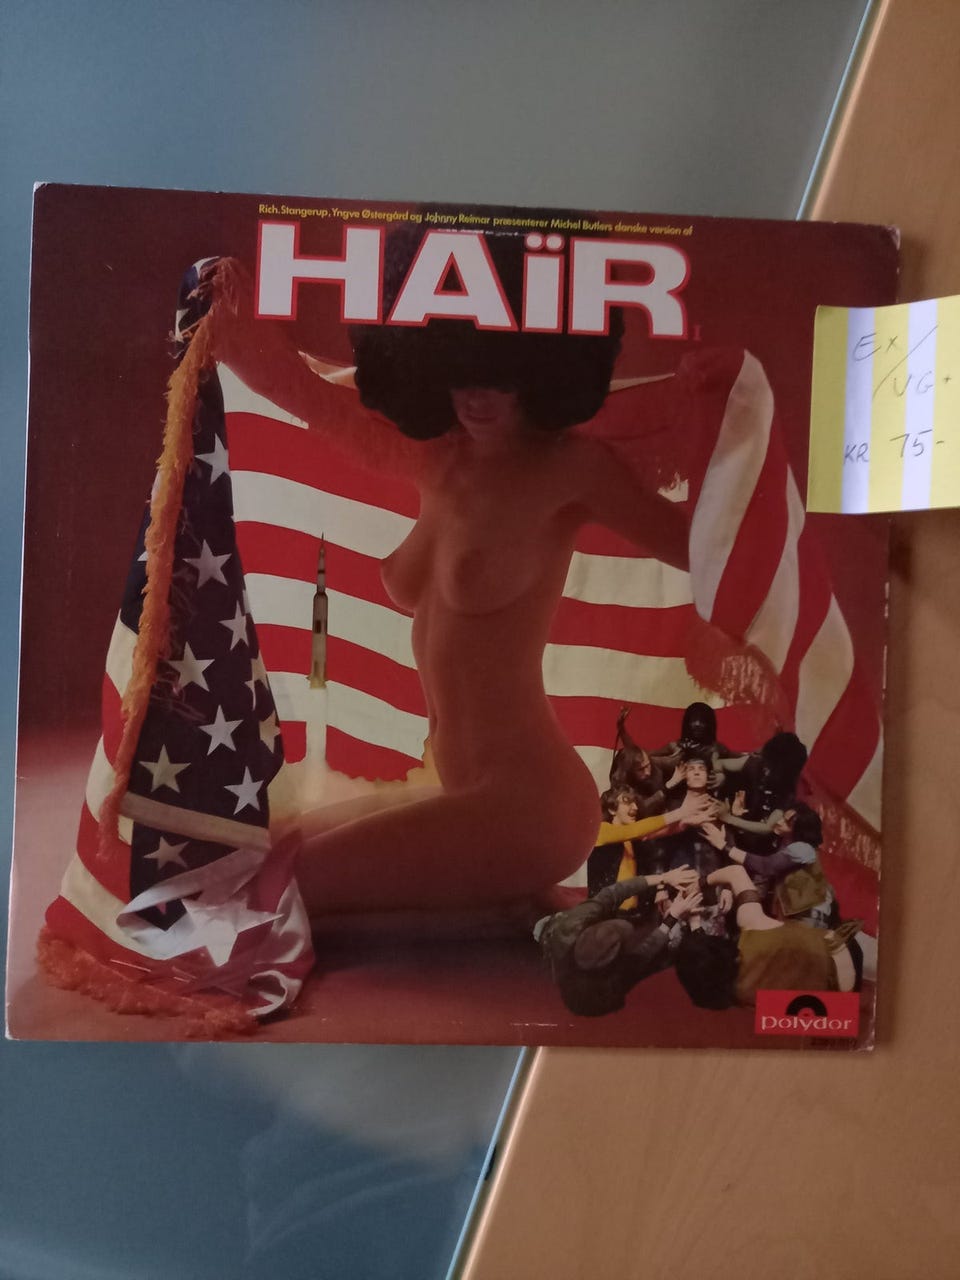 Rich.Stangerup, Yngve Østergård og Johnny Reimar præsenterer Michel Butlers danske version af
HAïR
EX/
/VG+
KR 75-
polydor